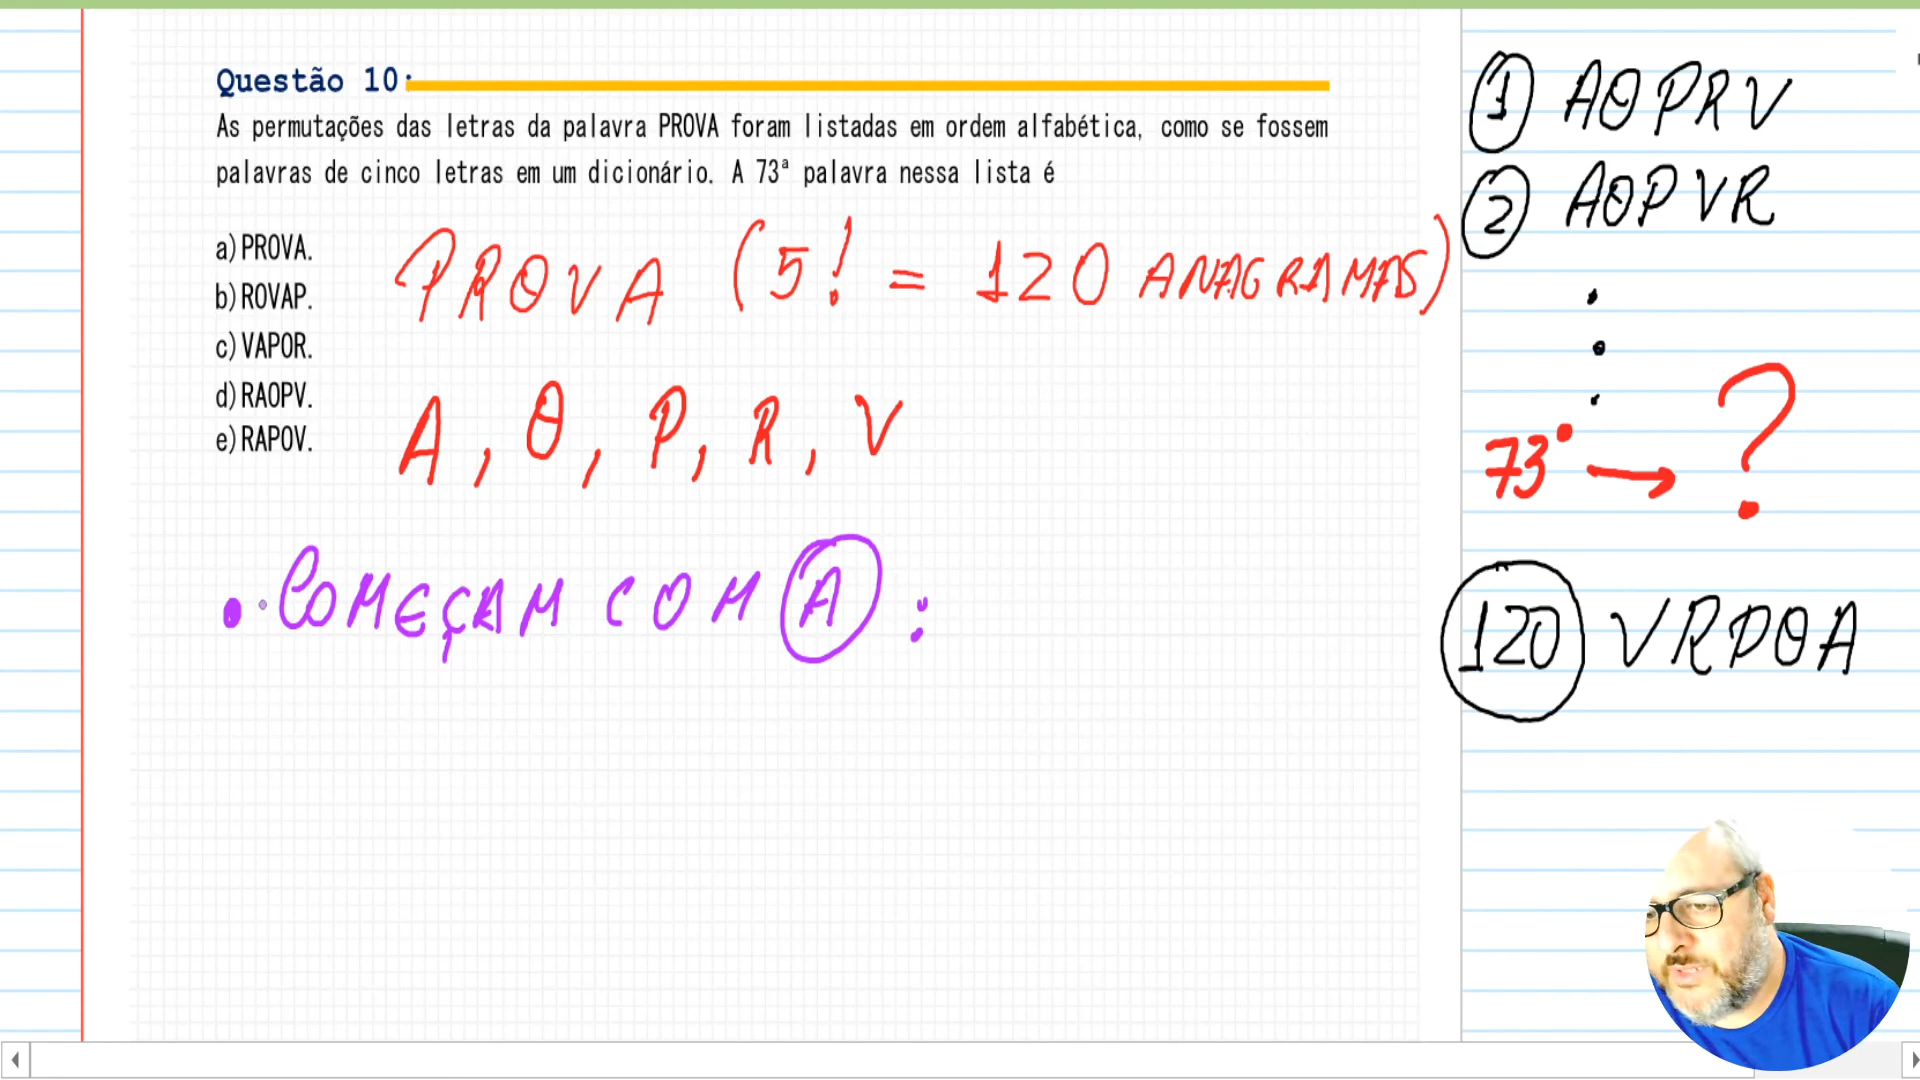 Questão 10:
As permutações das letras da palavra PROVA foram listadas em ordem alfabética, como se fossem
palavras de cinco letras em um dicionário. A 73ª palavra nessa lista é
a) PROVA.
b) ROVAP.
c) VAPOR.
d) RAOPV.
e) RAPOV.
PROVA (5! = 120 ANAGRAMAS)
A, O, P, R, V
• COMEÇAM COM A :
1 AOPRV
2 AOPVR
73° → ?
120 VRPOA